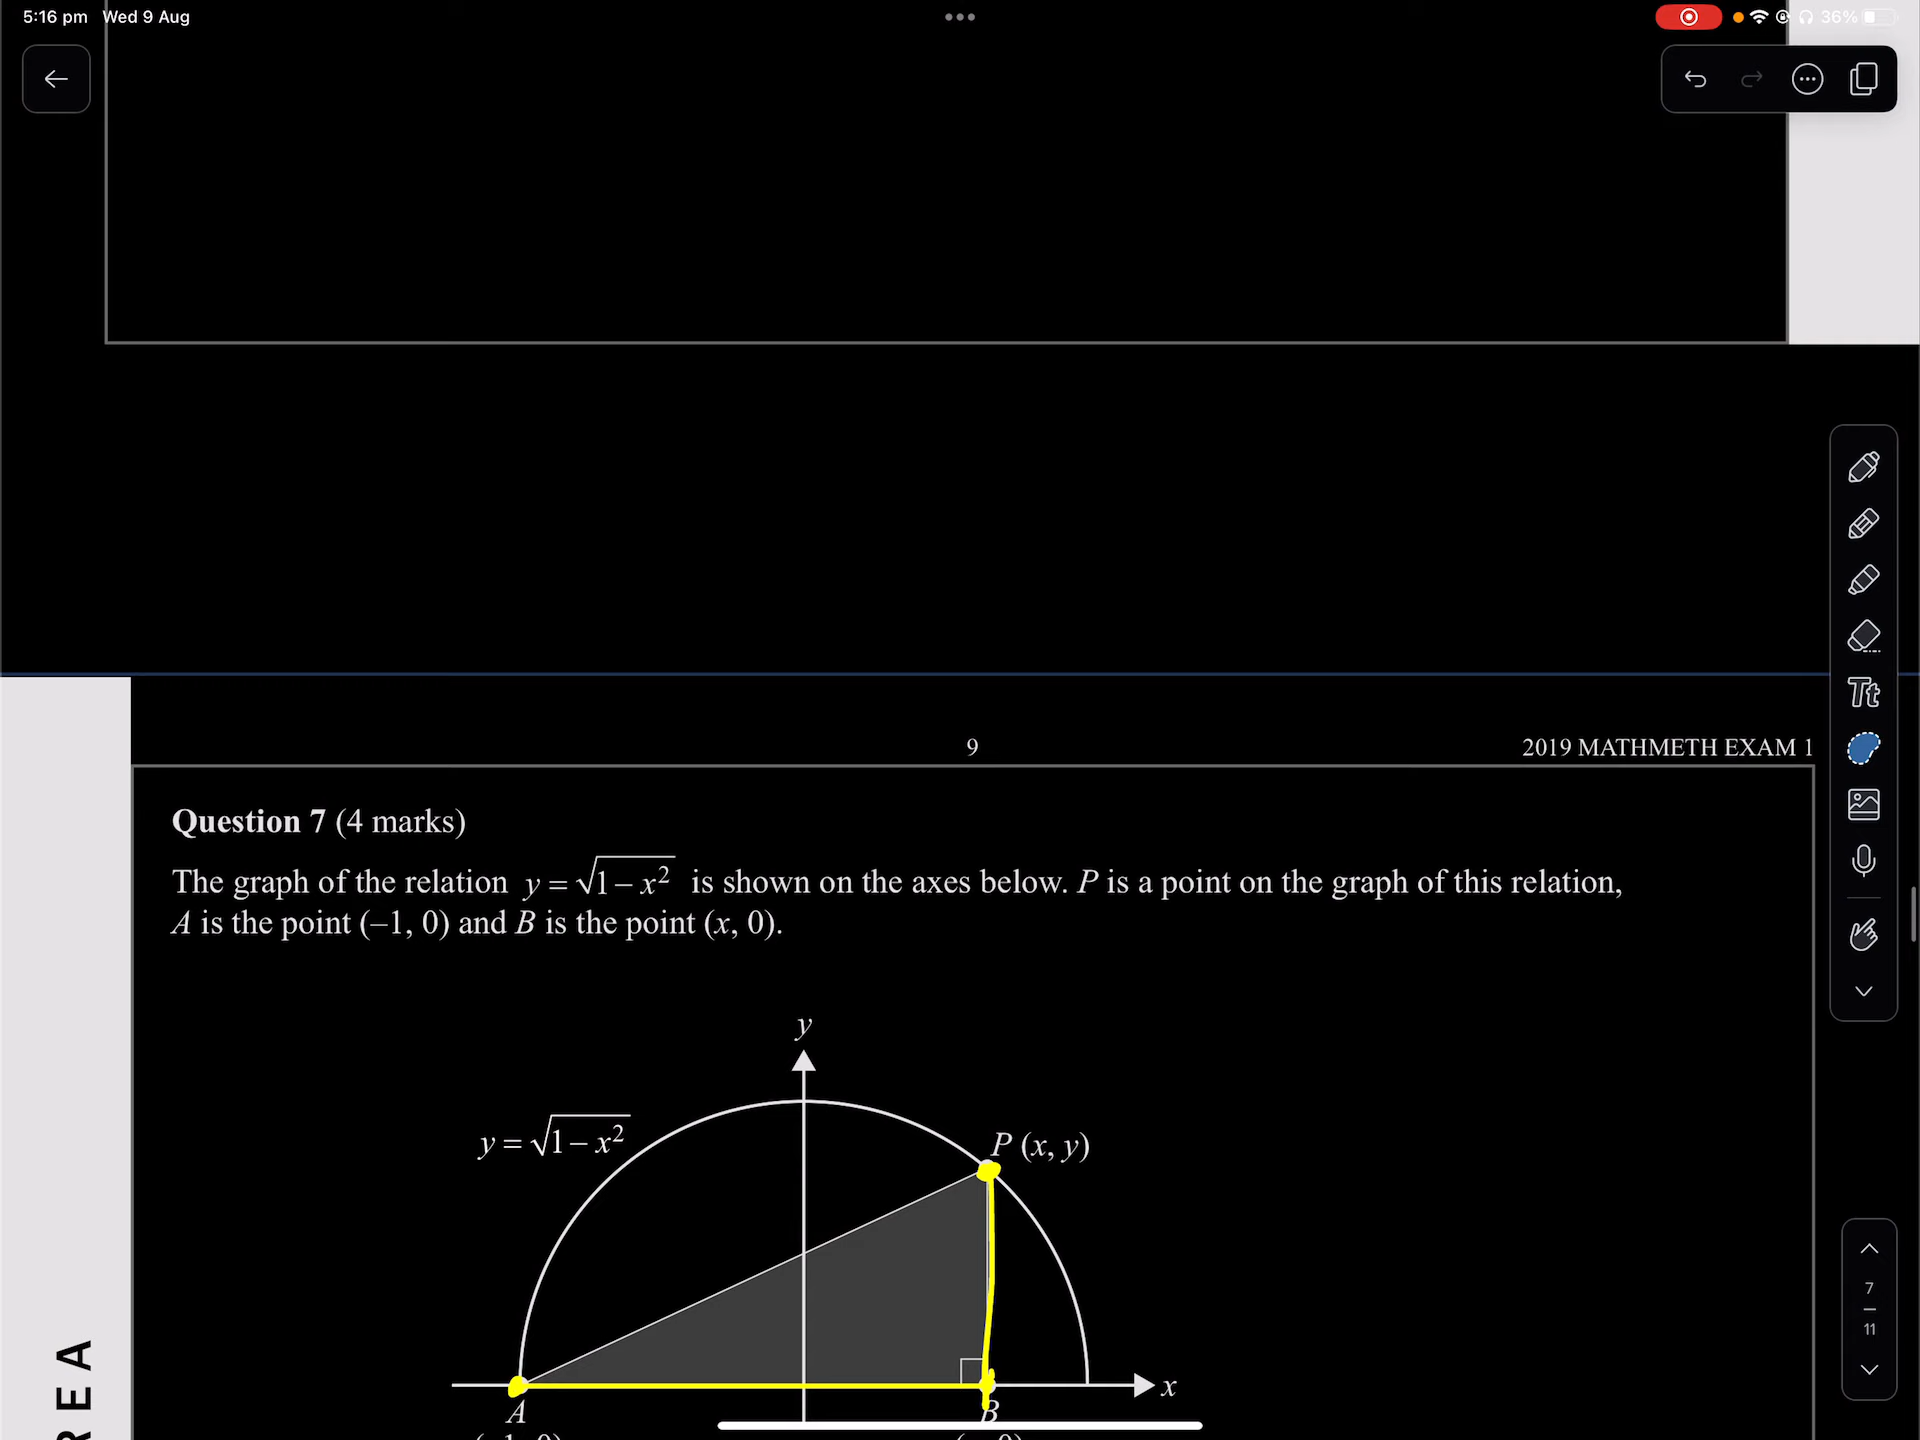 5:16 pm Wed 9 Aug
36%
Tt
9
2019 MATHMETH EXAM 1
Question 7 (4 marks)
The graph of the relation y = √1 – x² is shown on the axes below. P is a point on the graph of this relation,
A is the point (–1, 0) and B is the point (x, 0).
y
y = √1 – x²
P (x, y)
x
A
B
7
11
R E A